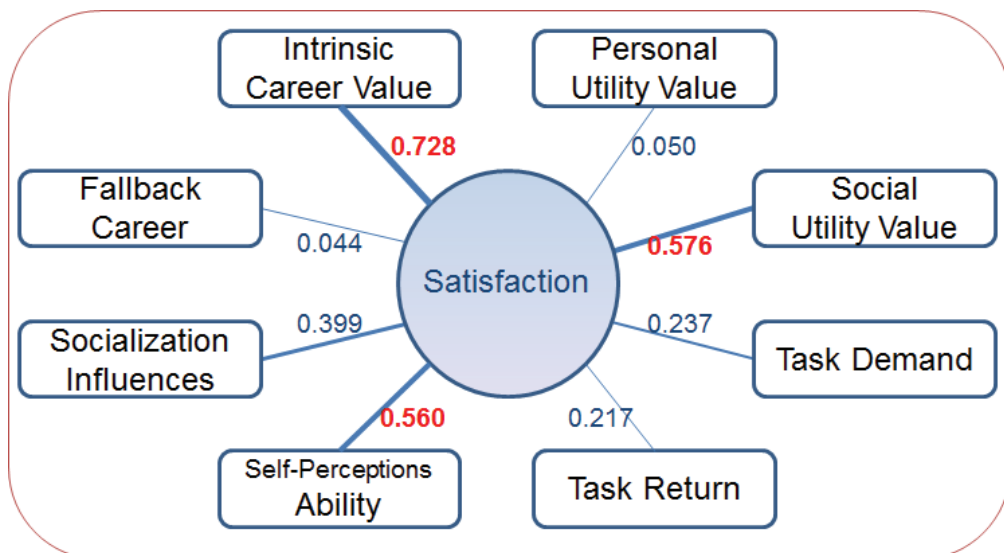 Intrinsic
Career Value
Personal
Utility Value
0.728
0.050
Fallback
Career
Social
Utility Value
0.044
0.576
Satisfaction
Socialization
Influences
0.399
0.237
Task Demand
0.560
0.217
Self-Perceptions
Ability
Task Return